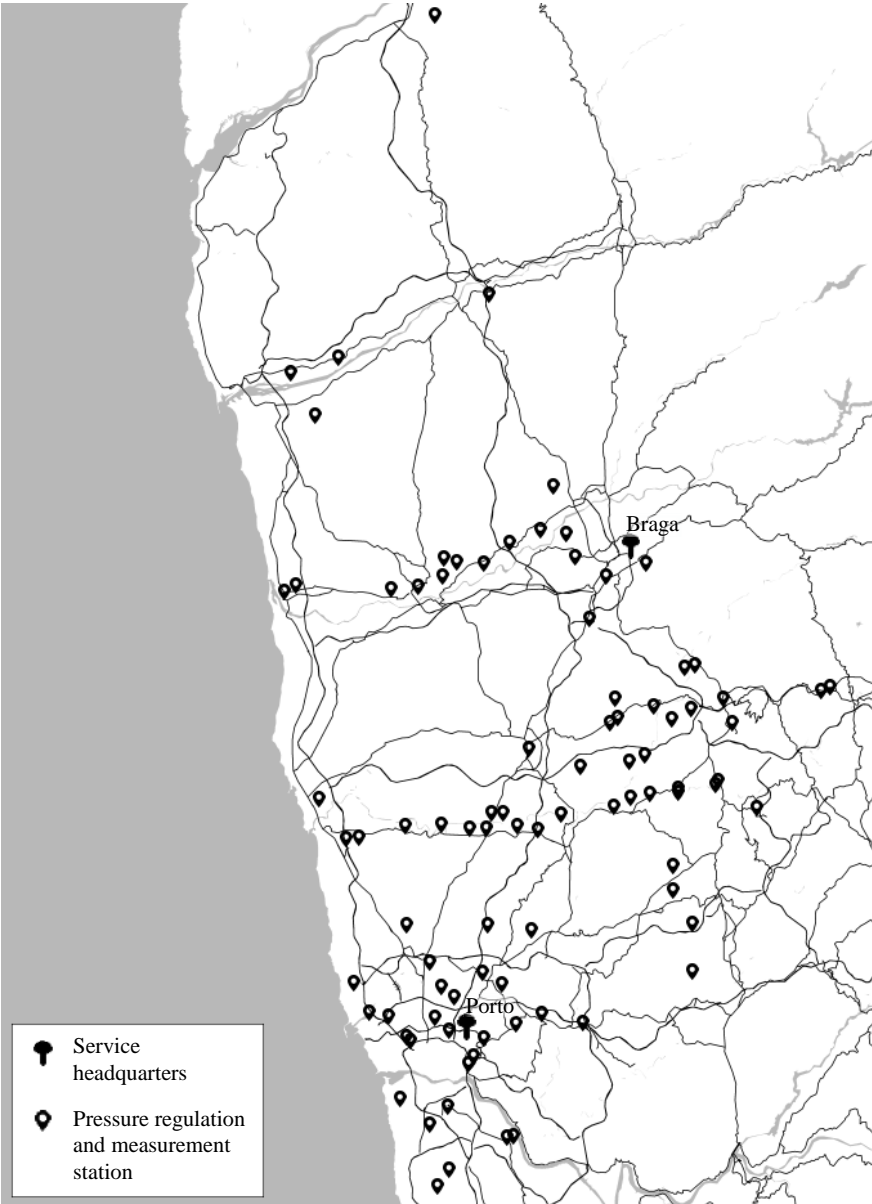 Braga
Porto
Service
headquarters
Pressure regulation
and measurement
station